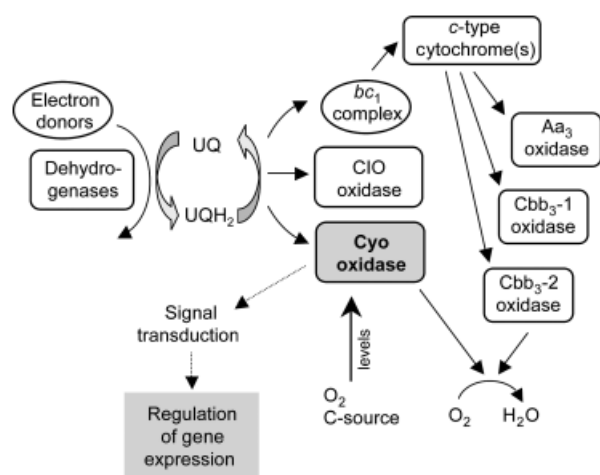 c-type
cytochrome(s)
Electron
donors
bc₁
complex
Aa₃
oxidase
UQ
Dehydro-
genases
CIO
oxidase
UQH₂
Cbb₃-1
oxidase
Cyo
oxidase
Cbb₃-2
oxidase
Signal
transduction
levels
O₂
C-source
O₂
H₂O
Regulation
of gene
expression